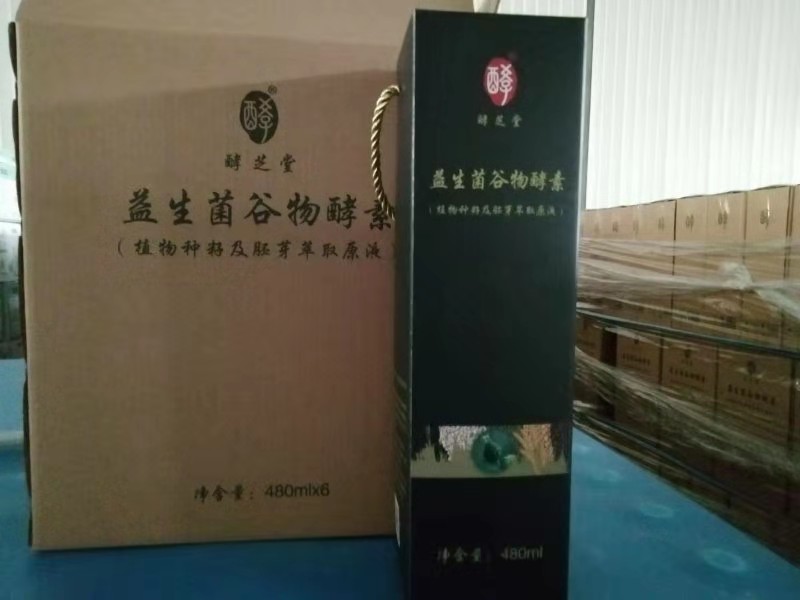 酵
®
酵芝堂
益生菌谷物酵素
（植物种籽及胚芽萃取原液）
净含量：480mlx6
酵
酵芝堂
益生菌谷物酵素
（植物种籽及胚芽萃取原液）
净含量：480ml